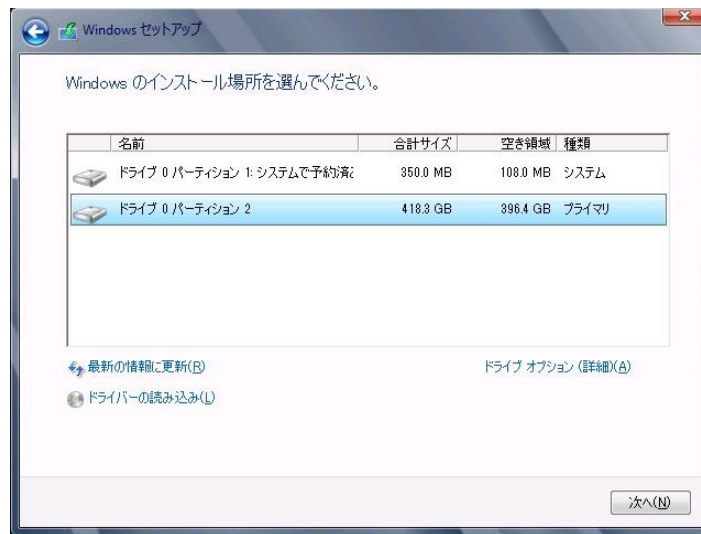 Windows セットアップ
Windows のインストール場所を選んでください。
名前 合計サイズ 空き領域 種類
ドライブ 0 パーティション 1: システムで予約済 350.0 MB 108.0 MB システム
ドライブ 0 パーティション 2 418.3 GB 396.4 GB プライマリ
最新の情報に更新(R) ドライブ オプション (詳細)(A)
ドライバーの読み込み(L)
次へ(N)